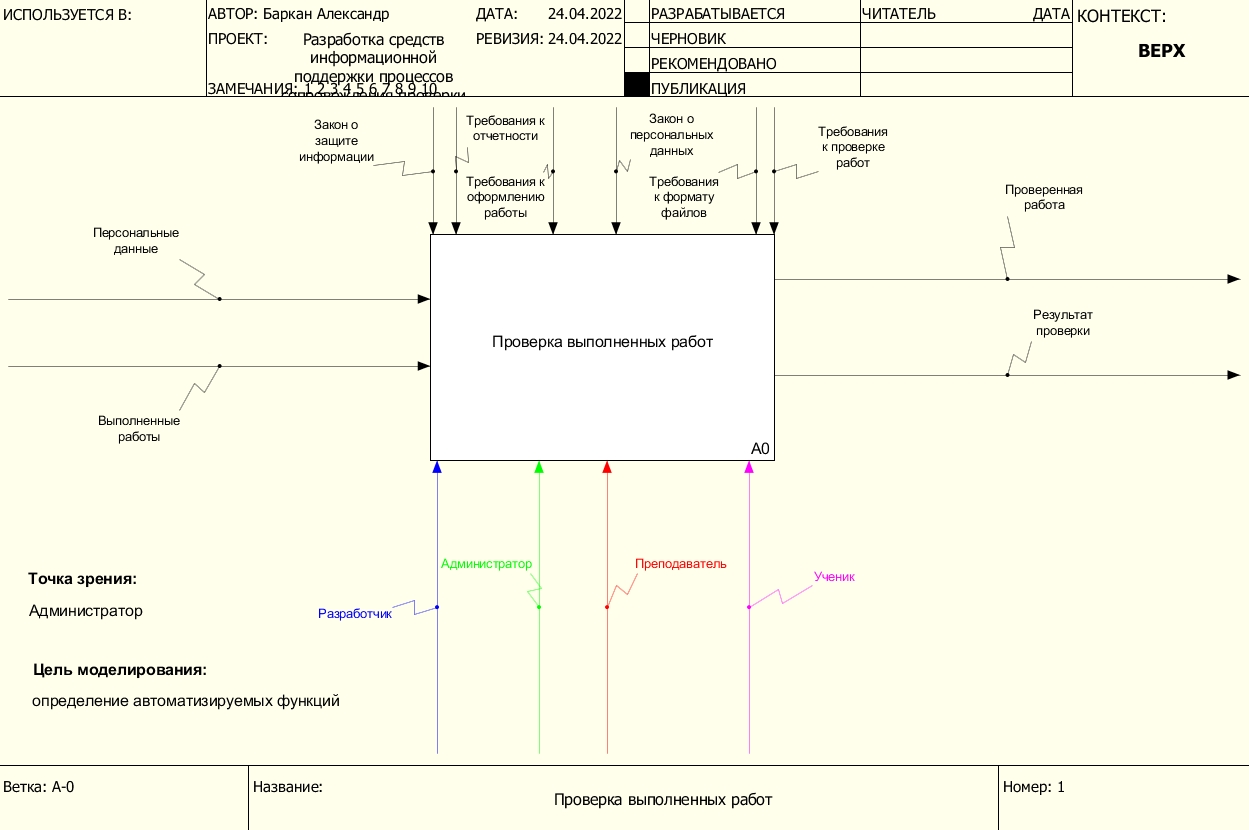 ИСПОЛЬЗУЕТСЯ В:
АВТОР: Баркан Александр
ДАТА: 24.04.2022
РАЗРАБАТЫВАЕТСЯ
ЧИТАТЕЛЬ
ДАТА
КОНТЕКСТ:
ПРОЕКТ:
Разработка средств
информационной
поддержки процессов
сопровождения проверки
РЕВИЗИЯ: 24.04.2022
ЧЕРНОВИК
РЕКОМЕНДОВАНО
ВЕРХ
ЗАМЕЧАНИЯ: 1 2 3 4 5 6 7 8 9 10
ПУБЛИКАЦИЯ
Закон о
защите
информации
Требования к
отчетности
Требования к
оформлению
работы
Закон о
персональных
данных
Требования
к формату
файлов
Требования
к проверке
работ
Проверенная
работа
Персональные
данные
Результат
проверки
Проверка выполненных работ
Выполненные
работы
A0
Администратор
Преподаватель
Ученик
Разработчик
Точка зрения:
Администратор
Цель моделирования:
определение автоматизируемых функций
Ветка: A-0
Название:
Проверка выполненных работ
Номер: 1